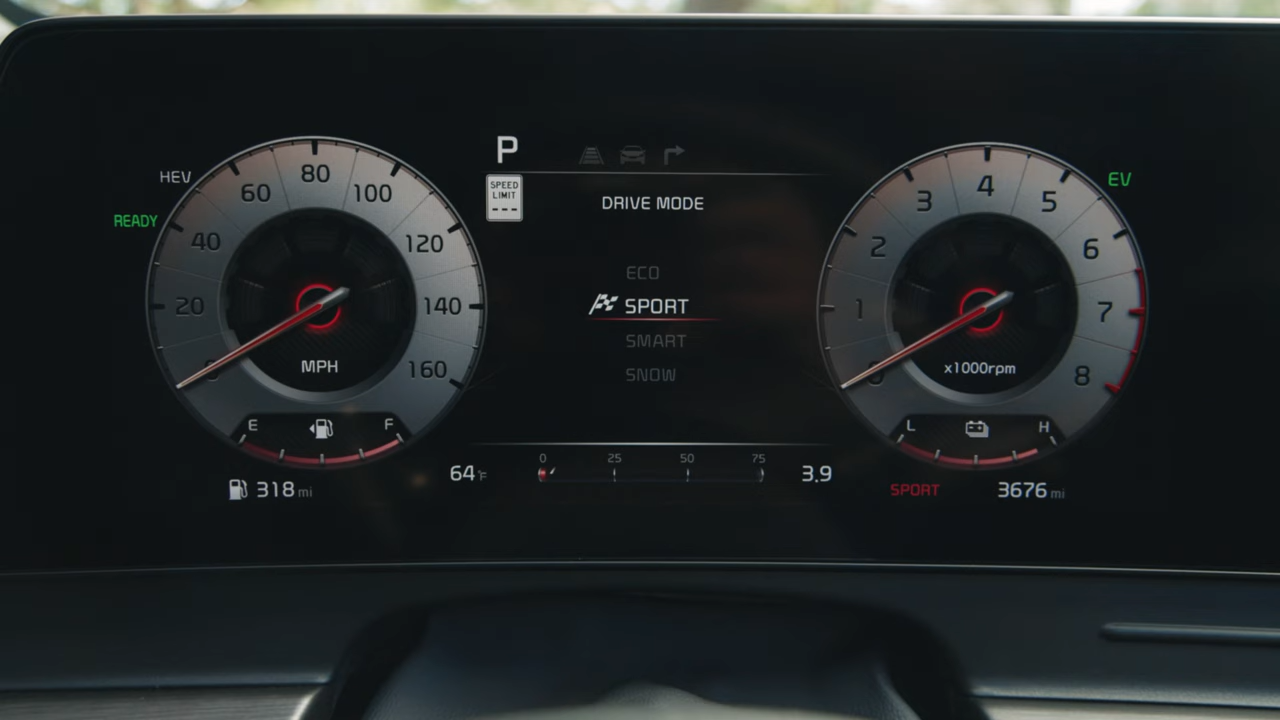 HEV
READY
0
20
40
60
80
100
120
140
160
MPH
E
F
318 mi
P
SPEED
LIMIT
---
DRIVE MODE
ECO
SPORT
SMART
SNOW
64°F
0 25 50 75
3.9
EV
0
1
2
3
4
5
6
7
8
x1000rpm
L
H
SPORT
3676 mi